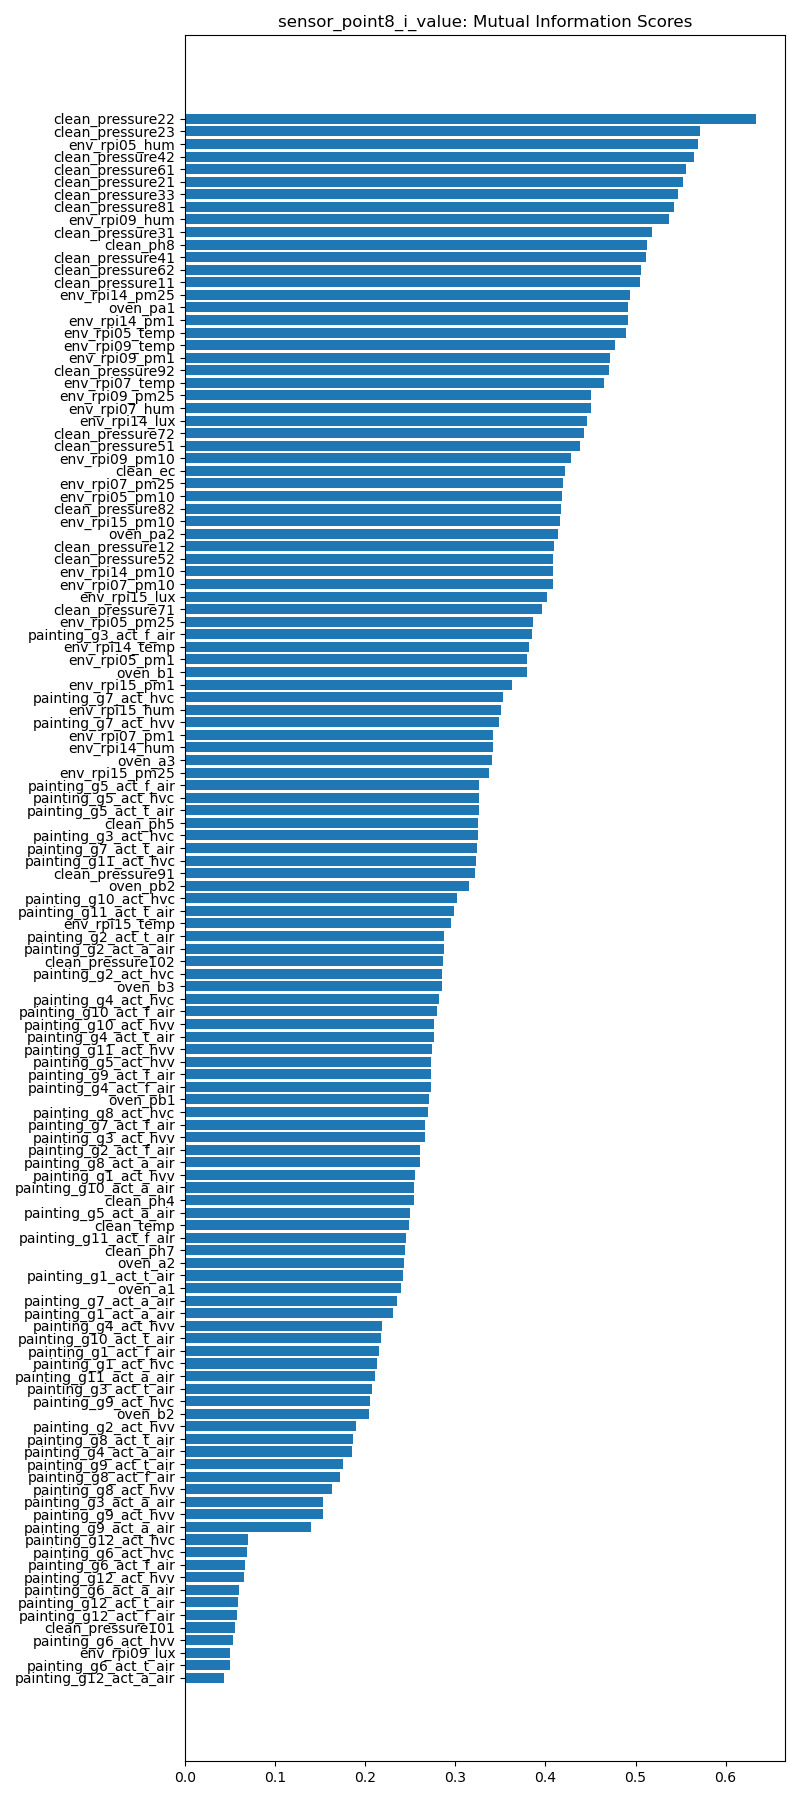 sensor_point8_i_value: Mutual Information Scores
clean_pressure22
clean_pressure23
env_rpi05_hum
clean_pressure42
clean_pressure61
clean_pressure21
clean_pressure33
clean_pressure81
env_rpi09_hum
clean_pressure31
clean_ph8
clean_pressure41
clean_pressure62
clean_pressure11
env_rpi14_pm25
oven_pa1
env_rpi14_pm1
env_rpi05_temp
env_rpi09_temp
env_rpi09_pm1
clean_pressure92
env_rpi07_temp
env_rpi09_pm25
env_rpi07_hum
env_rpi14_lux
clean_pressure72
clean_pressure51
env_rpi09_pm10
clean_ec
env_rpi07_pm25
env_rpi05_pm10
clean_pressure82
env_rpi15_pm10
oven_pa2
clean_pressure12
clean_pressure52
env_rpi14_pm10
env_rpi07_pm10
env_rpi15_lux
clean_pressure71
env_rpi05_pm25
painting_g3_act_f_air
env_rpi14_temp
env_rpi05_pm1
oven_b1
env_rpi15_pm1
painting_g7_act_hvc
env_rpi15_hum
painting_g7_act_hvv
env_rpi07_pm1
env_rpi14_hum
oven_a3
env_rpi15_pm25
painting_g5_act_f_air
painting_g5_act_hvc
painting_g5_act_t_air
clean_ph5
painting_g3_act_hvc
painting_g7_act_t_air
painting_g11_act_hvc
clean_pressure91
oven_pb2
painting_g10_act_hvc
painting_g11_act_t_air
env_rpi15_temp
painting_g2_act_t_air
painting_g2_act_a_air
clean_pressure102
painting_g2_act_hvc
oven_b3
painting_g4_act_hvc
painting_g10_act_f_air
painting_g10_act_hvv
painting_g4_act_t_air
painting_g11_act_hvv
painting_g5_act_hvv
painting_g9_act_f_air
painting_g4_act_f_air
oven_pb1
painting_g8_act_hvc
painting_g7_act_f_air
painting_g3_act_hvv
painting_g2_act_f_air
painting_g8_act_a_air
painting_g1_act_hvv
painting_g10_act_a_air
clean_ph4
painting_g5_act_a_air
clean_temp
painting_g11_act_f_air
clean_ph7
oven_a2
painting_g1_act_t_air
oven_a1
painting_g7_act_a_air
painting_g1_act_a_air
painting_g4_act_hvv
painting_g10_act_t_air
painting_g1_act_f_air
painting_g1_act_hvc
painting_g11_act_a_air
painting_g3_act_t_air
painting_g9_act_hvc
oven_b2
painting_g2_act_hvv
painting_g8_act_t_air
painting_g4_act_a_air
painting_g9_act_t_air
painting_g8_act_f_air
painting_g8_act_hvv
painting_g3_act_a_air
painting_g9_act_hvv
painting_g9_act_a_air
painting_g12_act_hvc
painting_g6_act_hvc
painting_g6_act_f_air
painting_g12_act_hvv
painting_g6_act_a_air
painting_g12_act_t_air
painting_g12_act_f_air
clean_pressure101
painting_g6_act_hvv
env_rpi09_lux
painting_g6_act_t_air
painting_g12_act_a_air
0.0 0.1 0.2 0.3 0.4 0.5 0.6